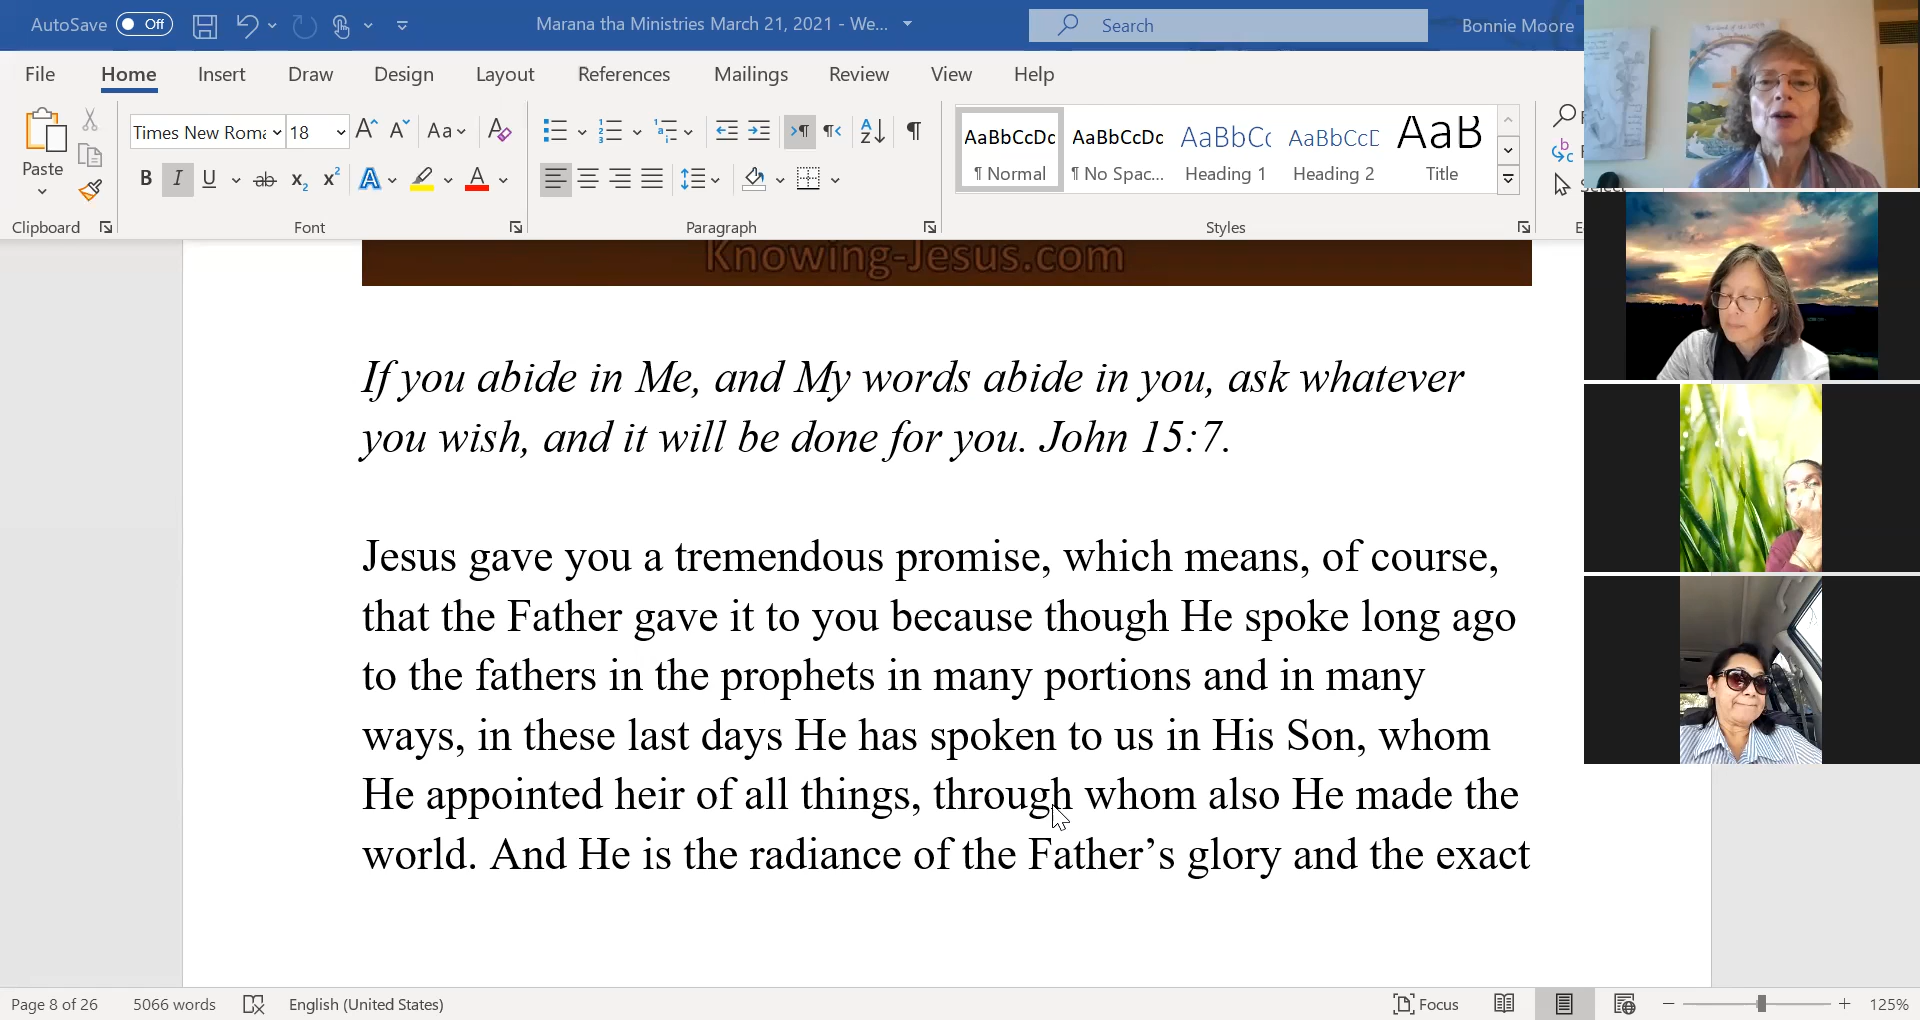 AutoSave Off Marana tha Ministries March 21, 2021 - We... Search Bonnie Moore
File Home Insert Draw Design Layout References Mailings Review View Help
Paste
Times New Roma 18 Aa
B I U ab x2 x2 A A
AaBbCcDc AaBbCcDc AaBbC AaBbCcD AaB
¶ Normal ¶ No Spac... Heading 1 Heading 2 Title
Clipboard Font Paragraph Styles
Knowing-Jesus.com
If you abide in Me, and My words abide in you, ask whatever
you wish, and it will be done for you. John 15:7.
Jesus gave you a tremendous promise, which means, of course,
that the Father gave it to you because though He spoke long ago
to the fathers in the prophets in many portions and in many
ways, in these last days He has spoken to us in His Son, whom
He appointed heir of all things, through whom also He made the
world. And He is the radiance of the Father’s glory and the exact
Page 8 of 26 5066 words English (United States) Focus 125%